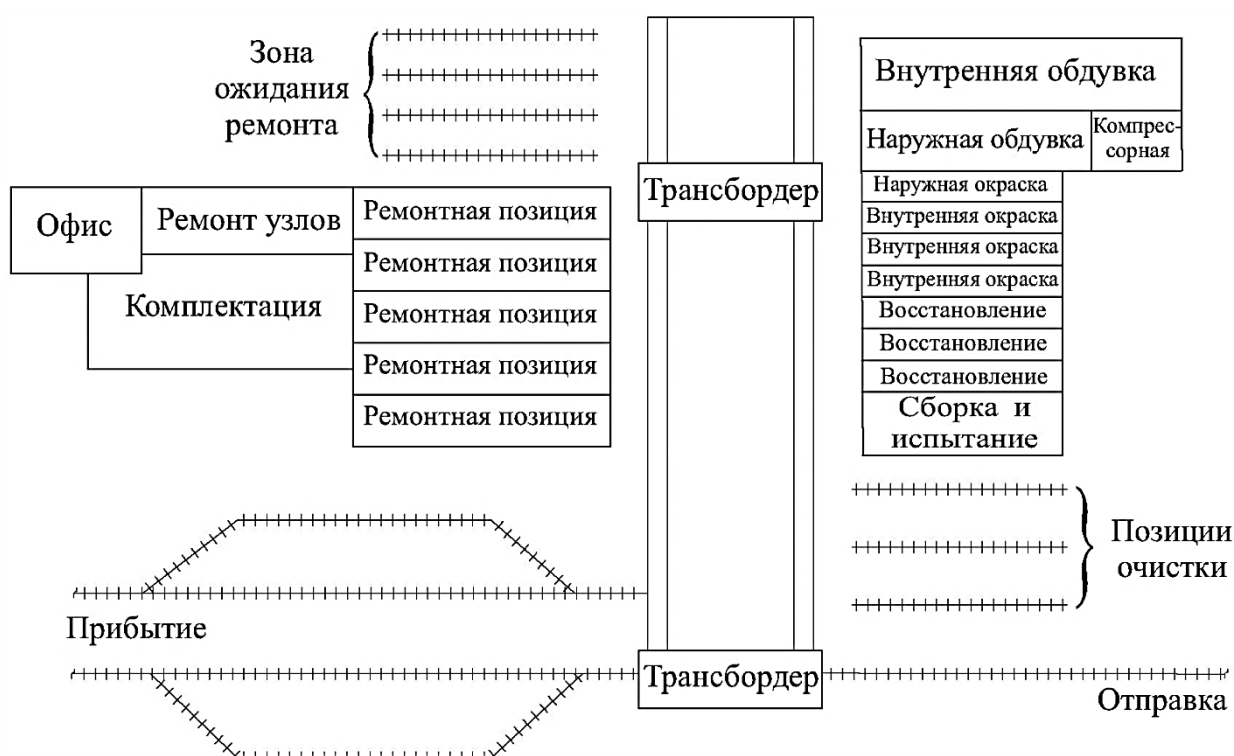 Зона
ожидания
ремонта
Офис
Ремонт узлов
Комплектация
Ремонтная позиция
Ремонтная позиция
Ремонтная позиция
Ремонтная позиция
Ремонтная позиция
Трансбордер
Внутренняя обдувка
Наружная обдувка
Компрес-
сорная
Наружная окраска
Внутренняя окраска
Внутренняя окраска
Внутренняя окраска
Восстановление
Восстановление
Восстановление
Сборка и
испытание
Позиции
очистки
Прибытие
Трансбордер
Отправка